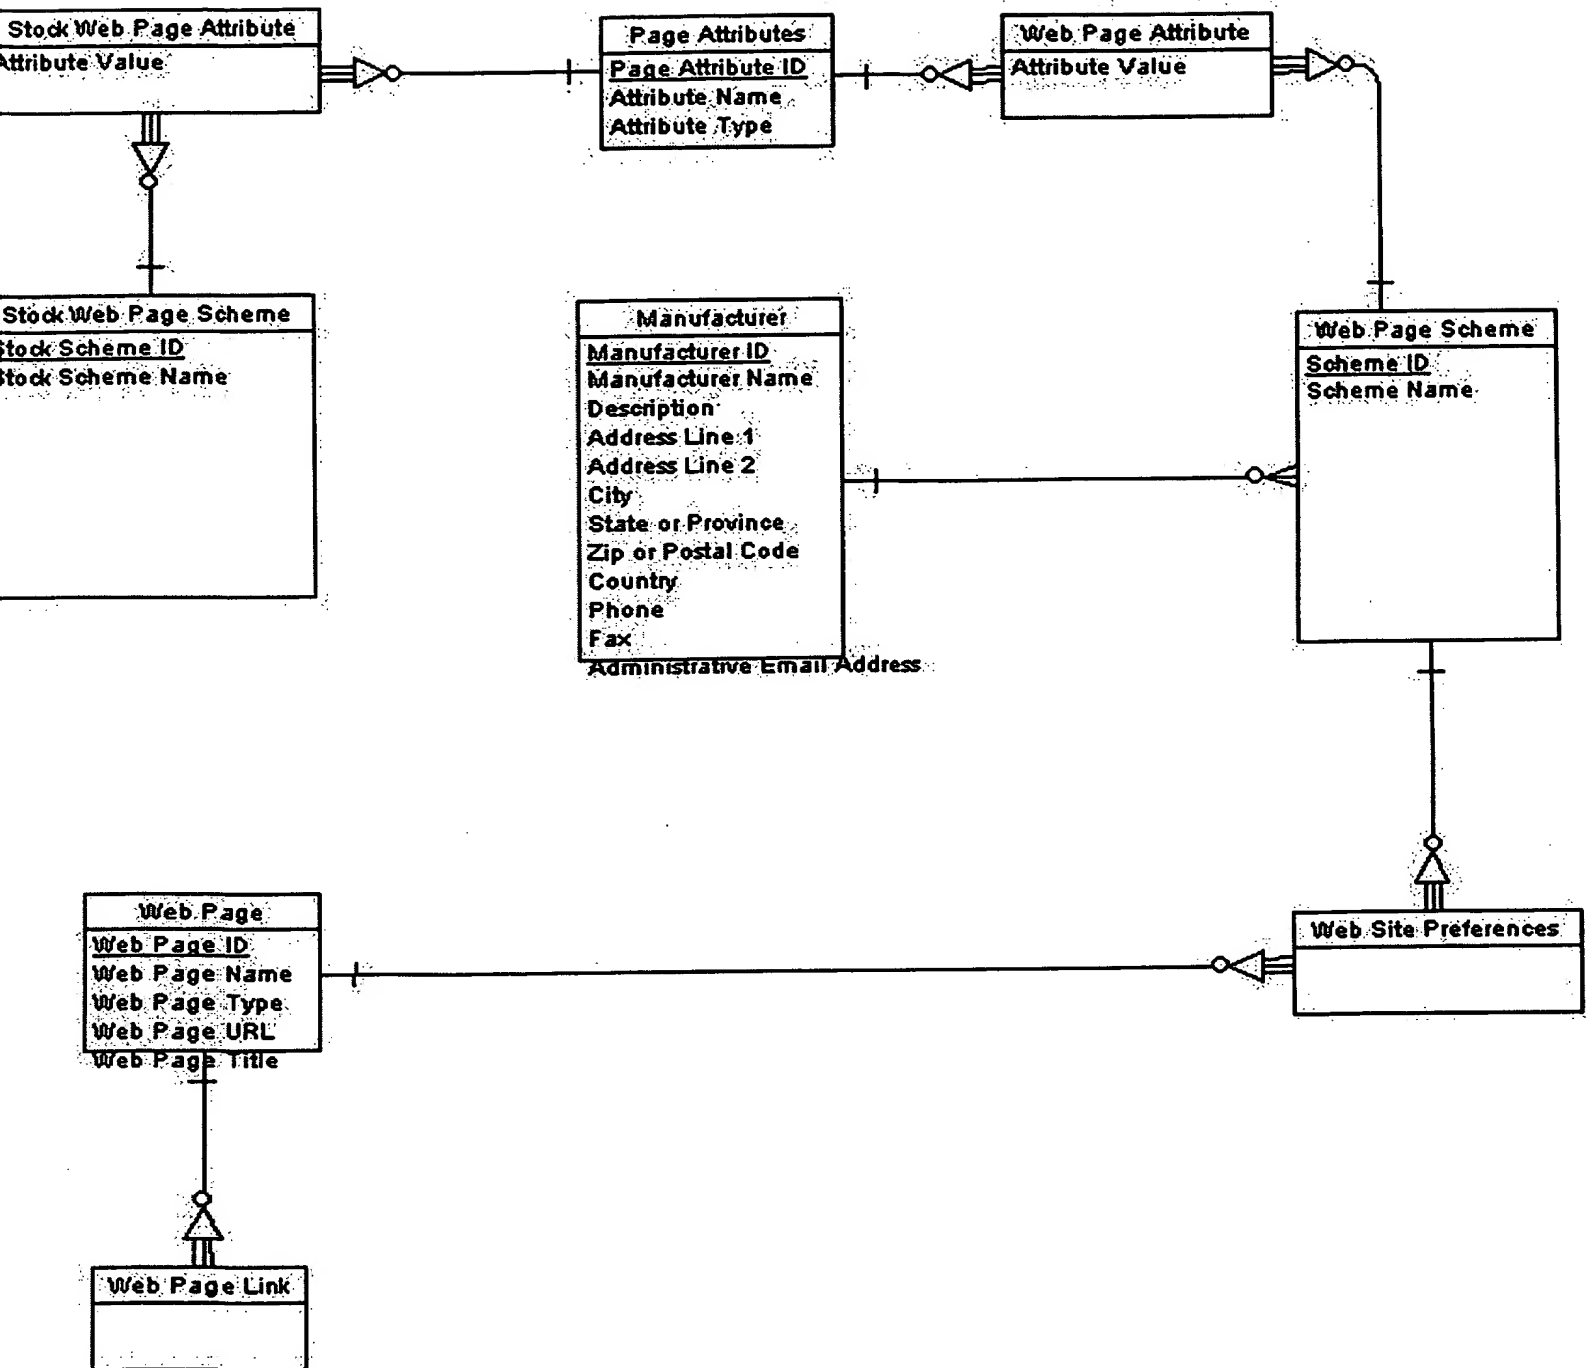 Stock Web Page Attribute
Attribute Value
Page Attributes
Page Attribute ID
Attribute Name
Attribute Type
Web Page Attribute
Attribute Value
Stock Web Page Scheme
Stock Scheme ID
Stock Scheme Name
Manufacturer
Manufacturer ID
Manufacturer Name
Description
Address Line 1
Address Line 2
City
State or Province
Zip or Postal Code
Country
Phone
Fax
Administrative Email Address
Web Page Scheme
Scheme ID
Scheme Name
Web Page
Web Page ID
Web Page Name
Web Page Type
Web Page URL
Web Page Title
Web Site Preferences
Web Page Link